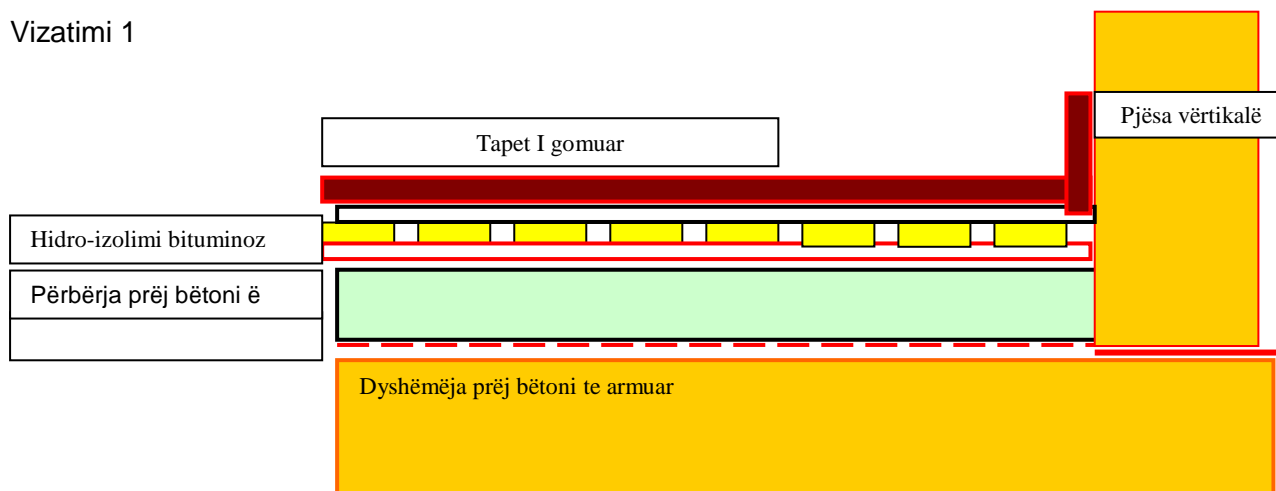 Vizatimi 1
Pjësa vërtikalë
Tapet I gomuar
Hidro-izolimi bituminoz
Përbërja prëj bëtoni ë
Dyshëmëja prëj bëtoni te armuar